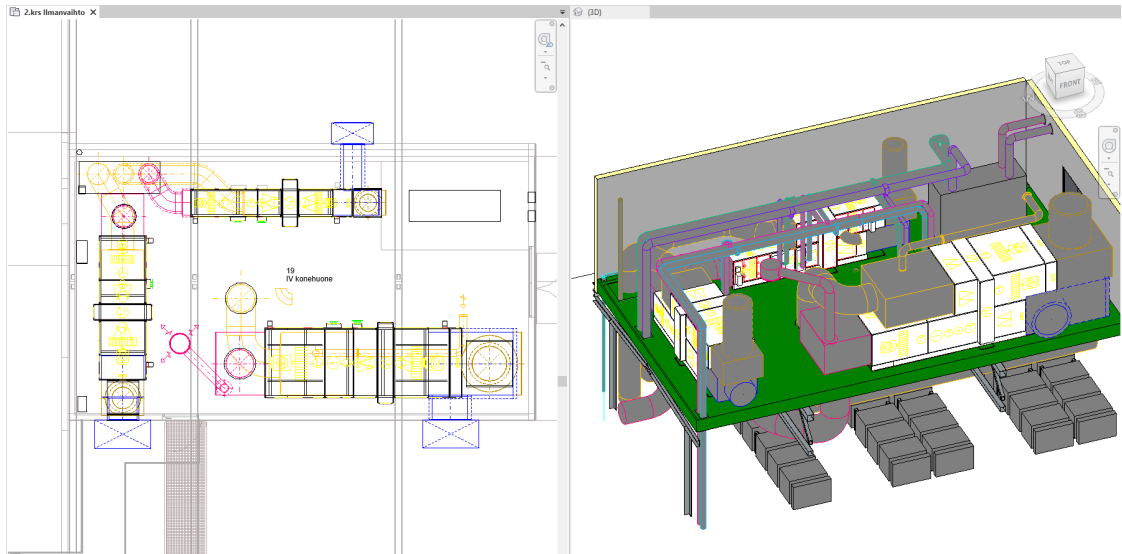 2.krs Ilmanvaihto
{3D}
TOP
FRONT
19
IV konehuone